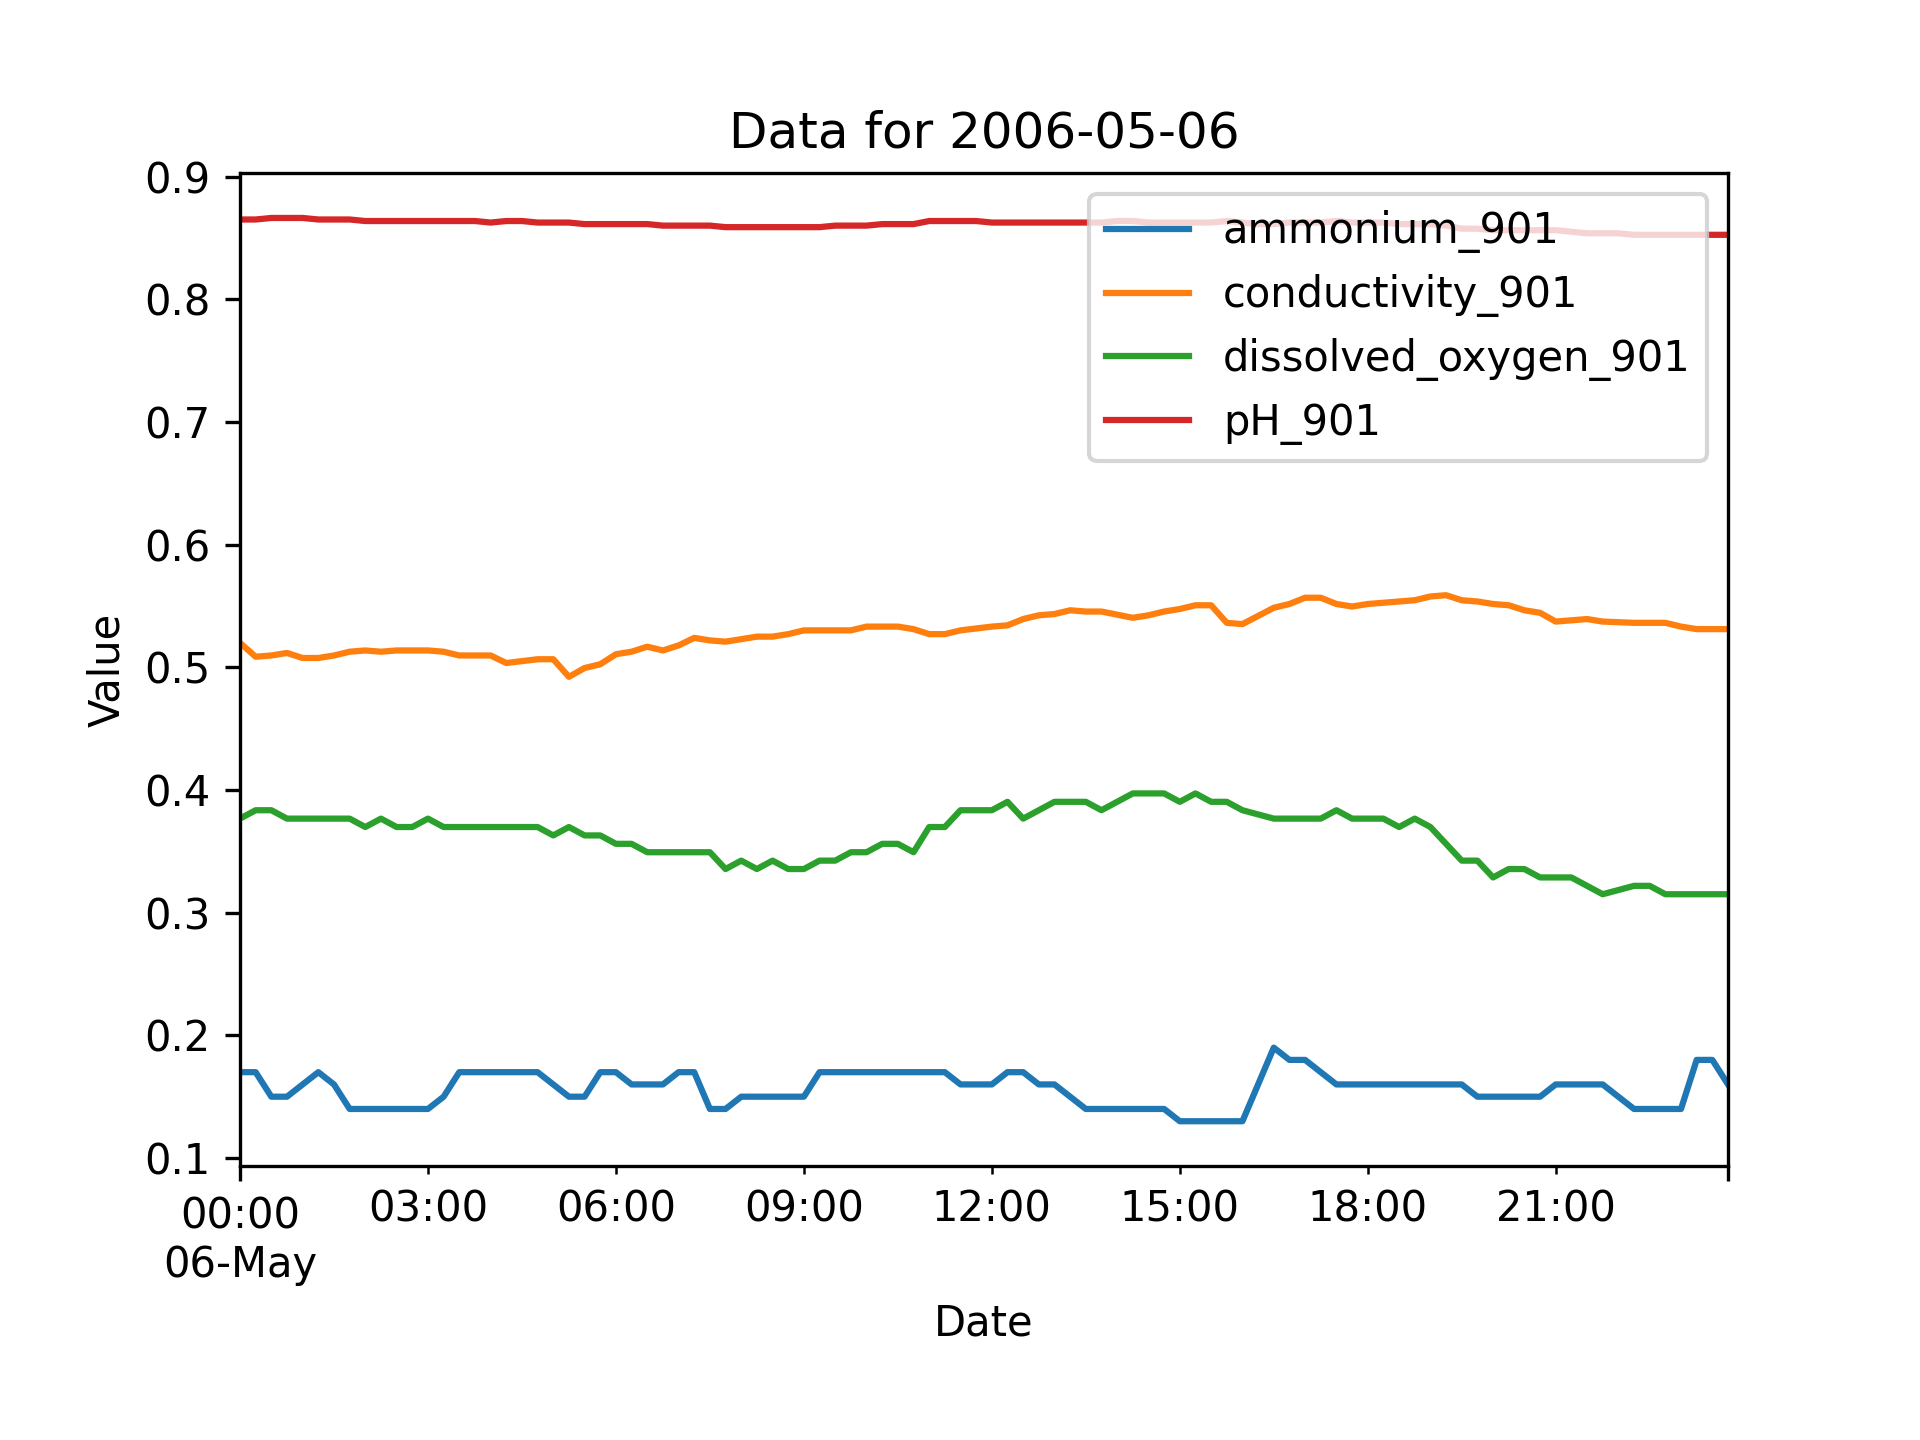 Data for 2006-05-06
0.9
0.8
0.7
0.6
0.5
0.4
0.3
0.2
0.1
Value
ammonium_901
conductivity_901
dissolved_oxygen_901
pH_901
00:00 03:00 06:00 09:00 12:00 15:00 18:00 21:00
06-May
Date